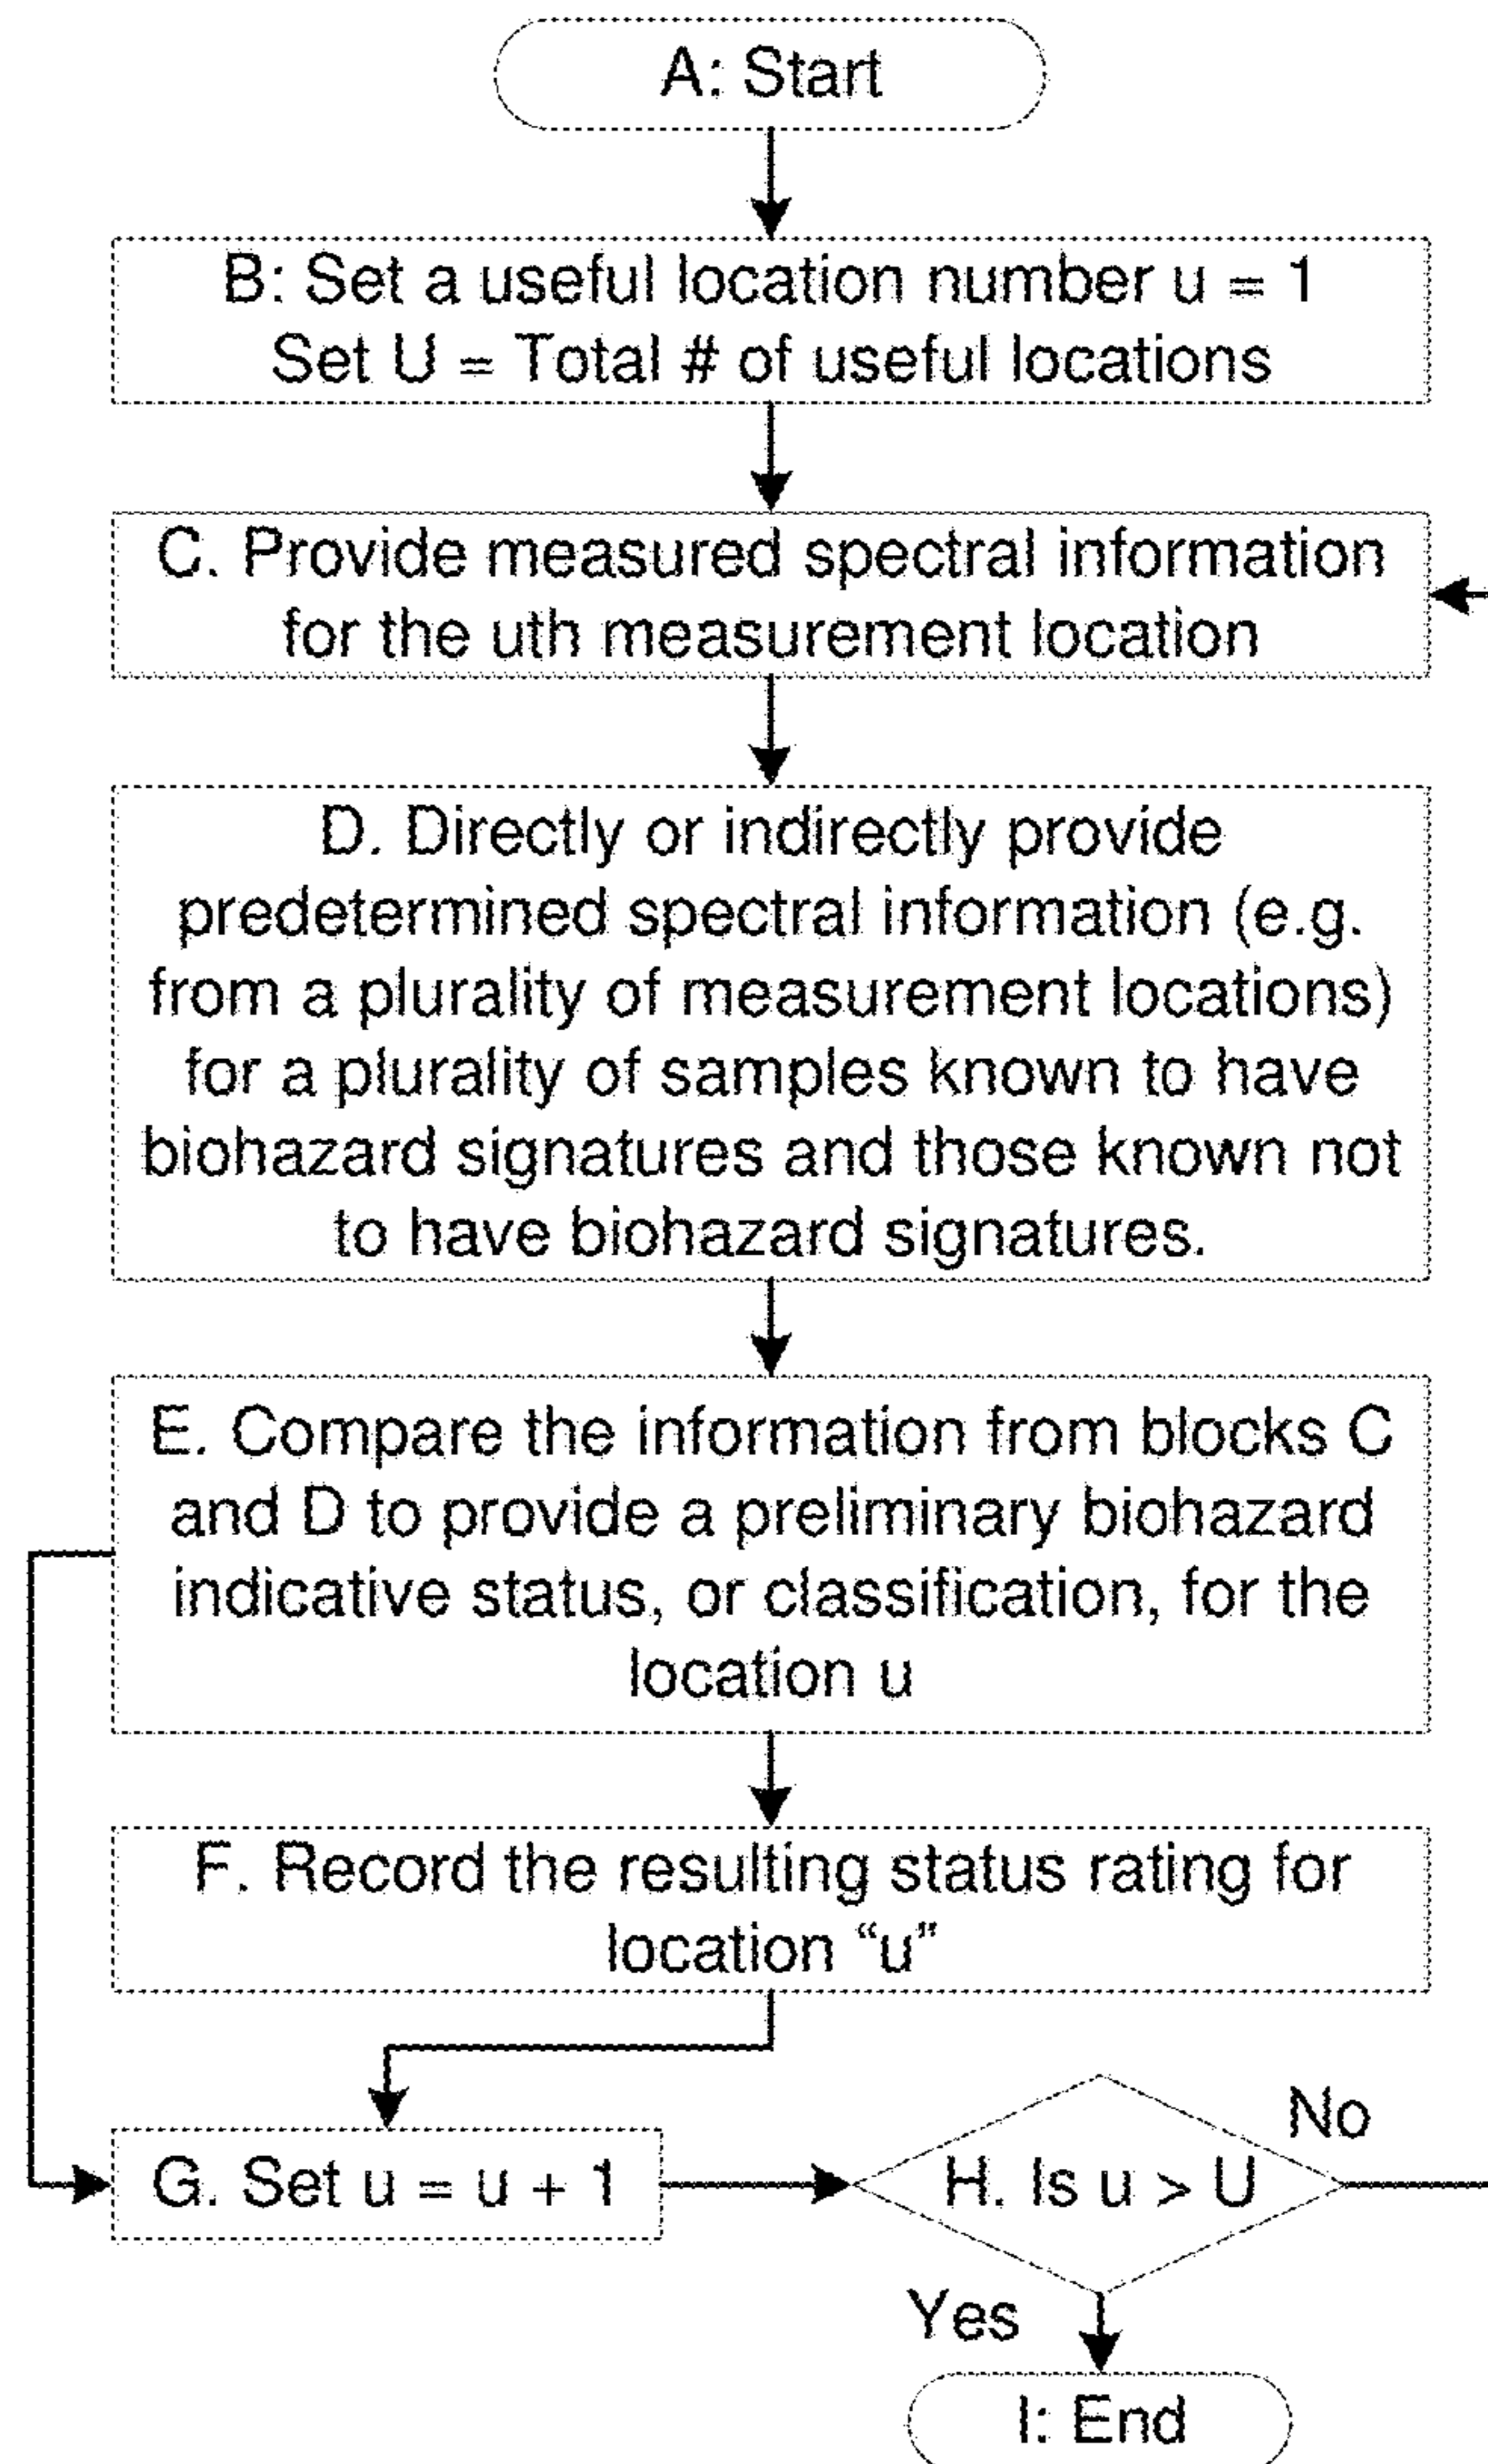 A: Start
B: Set a useful location number u = 1
Set U = Total # of useful locations
C. Provide measured spectral information
for the uth measurement location
D. Directly or indirectly provide
predetermined spectral information (e.g.
from a plurality of measurement locations)
for a plurality of samples known to have
biohazard signatures and those known not
to have biohazard signatures.
E. Compare the information from blocks C
and D to provide a preliminary biohazard
indicative status, or classification, for the
location u
F. Record the resulting status rating for
location “u”
G. Set u = u + 1
H. Is u > U
No
Yes
I: End